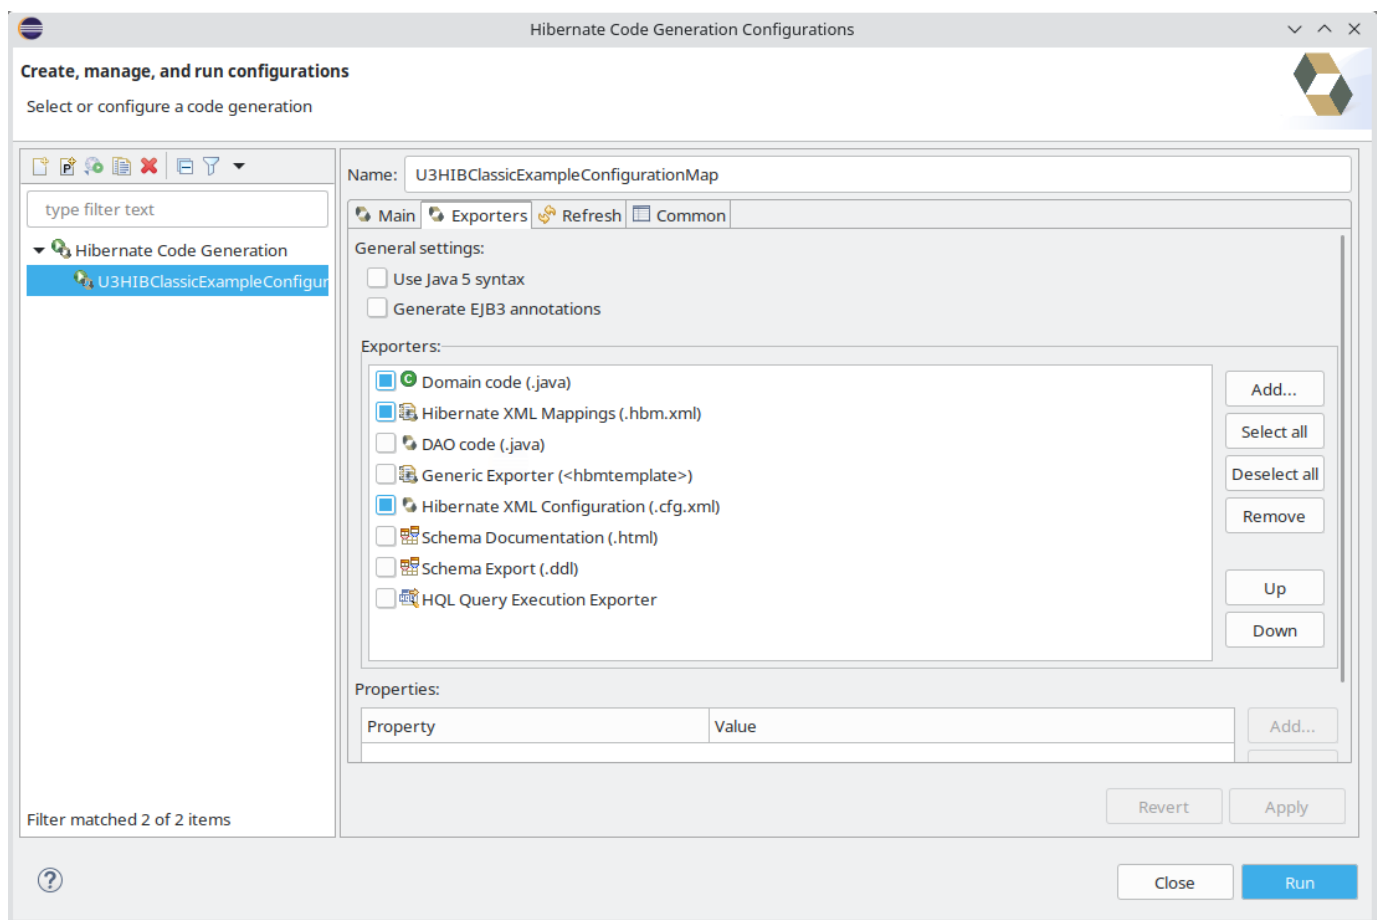 Hibernate Code Generation Configurations
Create, manage, and run configurations
Select or configure a code generation
type filter text
Hibernate Code Generation
U3HIBClassicExampleConfigur
Filter matched 2 of 2 items
Name: U3HIBClassicExampleConfigurationMap
Main Exporters Refresh Common
General settings:
Use Java 5 syntax
Generate EJB3 annotations
Exporters:
Domain code (.java)
Hibernate XML Mappings (.hbm.xml)
DAO code (.java)
Generic Exporter (<hbmtemplate>)
Hibernate XML Configuration (.cfg.xml)
Schema Documentation (.html)
Schema Export (.ddl)
HQL Query Execution Exporter
Add...
Select all
Deselect all
Remove
Up
Down
Properties:
Property Value
Add...
Revert Apply
Close Run